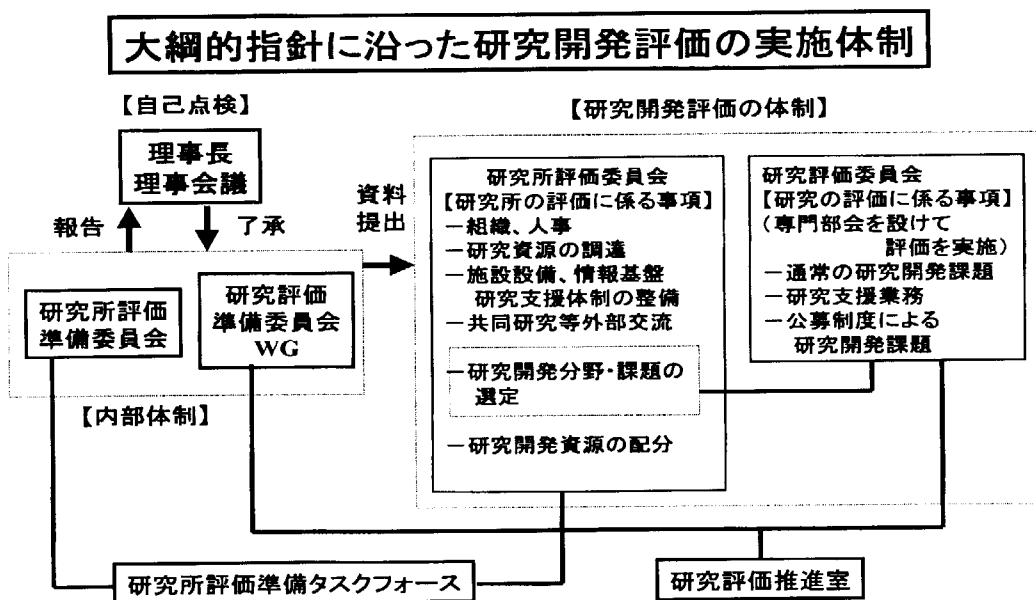 大綱的指針に沿った研究開発評価の実施体制
【自己点検】
理事長
理事会議
報告
了承
資料
提出
研究所評価
準備委員会
研究評価
準備委員会
WG
【内部体制】
【研究開発評価の体制】
研究所評価委員会
【研究所の評価に係る事項】
－組織、人事
－研究資源の調達
－施設設備、情報基盤
研究支援体制の整備
－共同研究等外部交流
－研究開発分野・課題の
選定
－研究開発資源の配分
研究評価委員会
【研究の評価に係る事項】
（専門部会を設けて
評価を実施）
－通常の研究開発課題
－研究支援業務
－公募制度による
研究開発課題
研究所評価準備タスクフォース
研究評価推進室